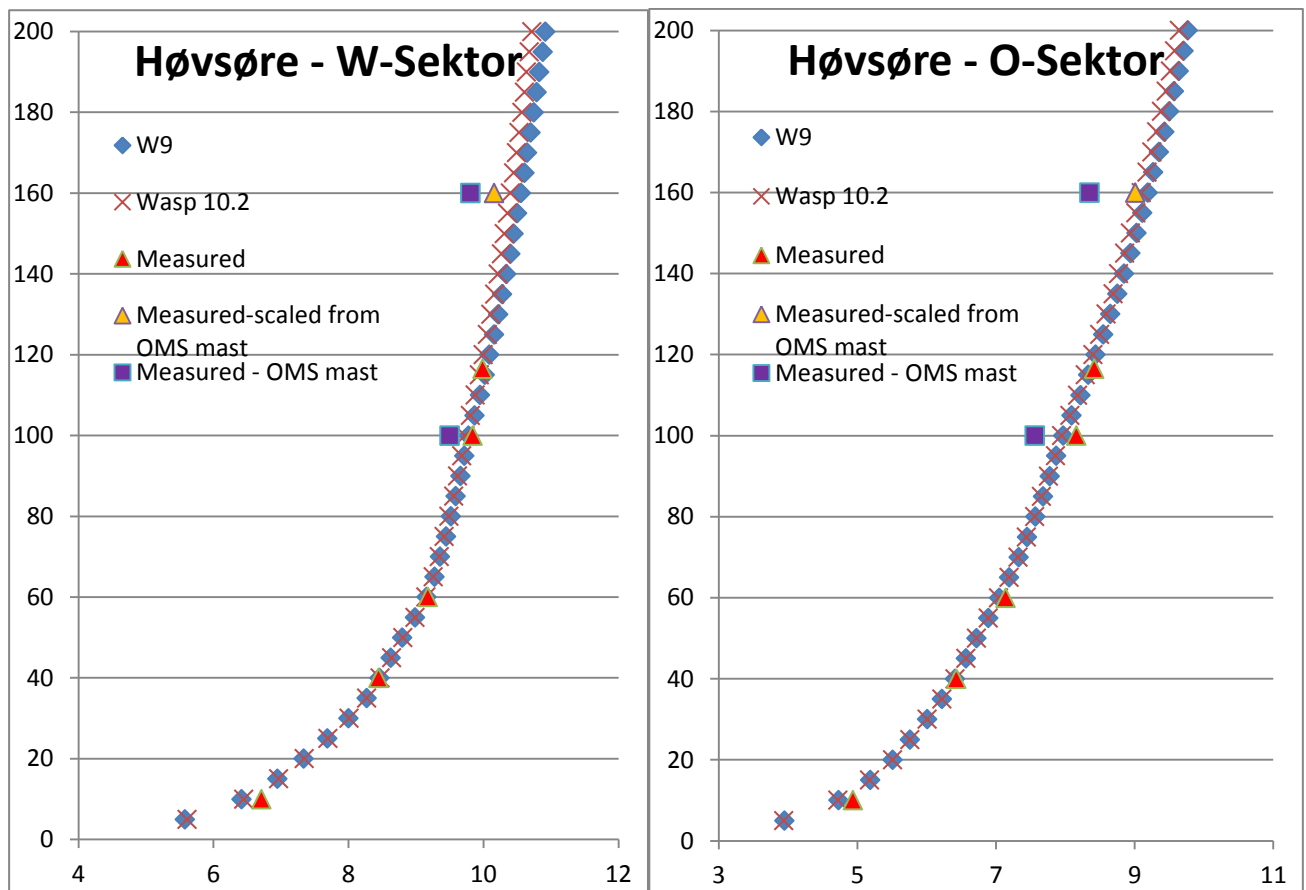 Høvsøre - W-Sektor
W9
Wasp 10.2
Measured
Measured-scaled from
OMS mast
Measured - OMS mast
200
180
160
140
120
100
80
60
40
20
0
4 6 8 10 12
Høvsøre - O-Sektor
W9
Wasp 10.2
Measured
Measured-scaled from
OMS mast
Measured - OMS mast
200
180
160
140
120
100
80
60
40
20
0
3 5 7 9 11